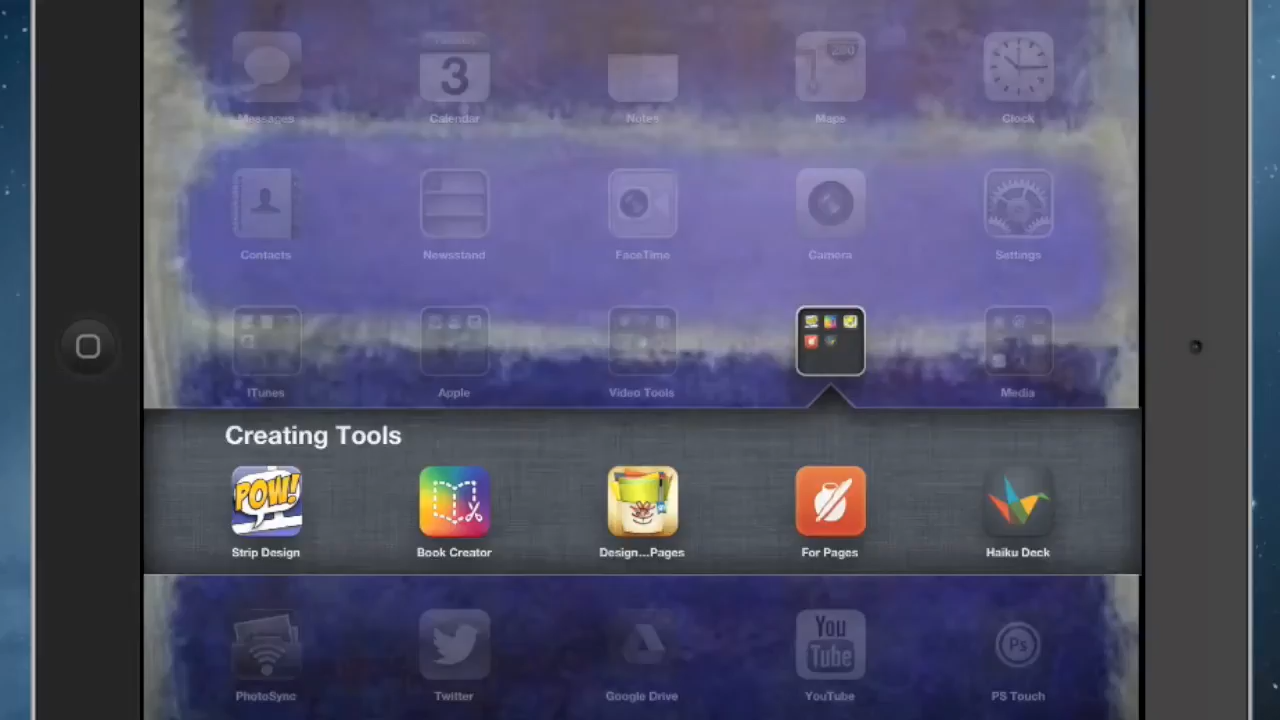 280
3
Messages Calendar Notes Maps Clock
Contacts Newsstand FaceTime Camera Settings
iTunes Apple Video Tools Media
Creating Tools
POW!
Strip Design Book Creator Design...Pages For Pages Haiku Deck
You
Tube
Ps
PhotoSync Twitter Google Drive YouTube PS Touch